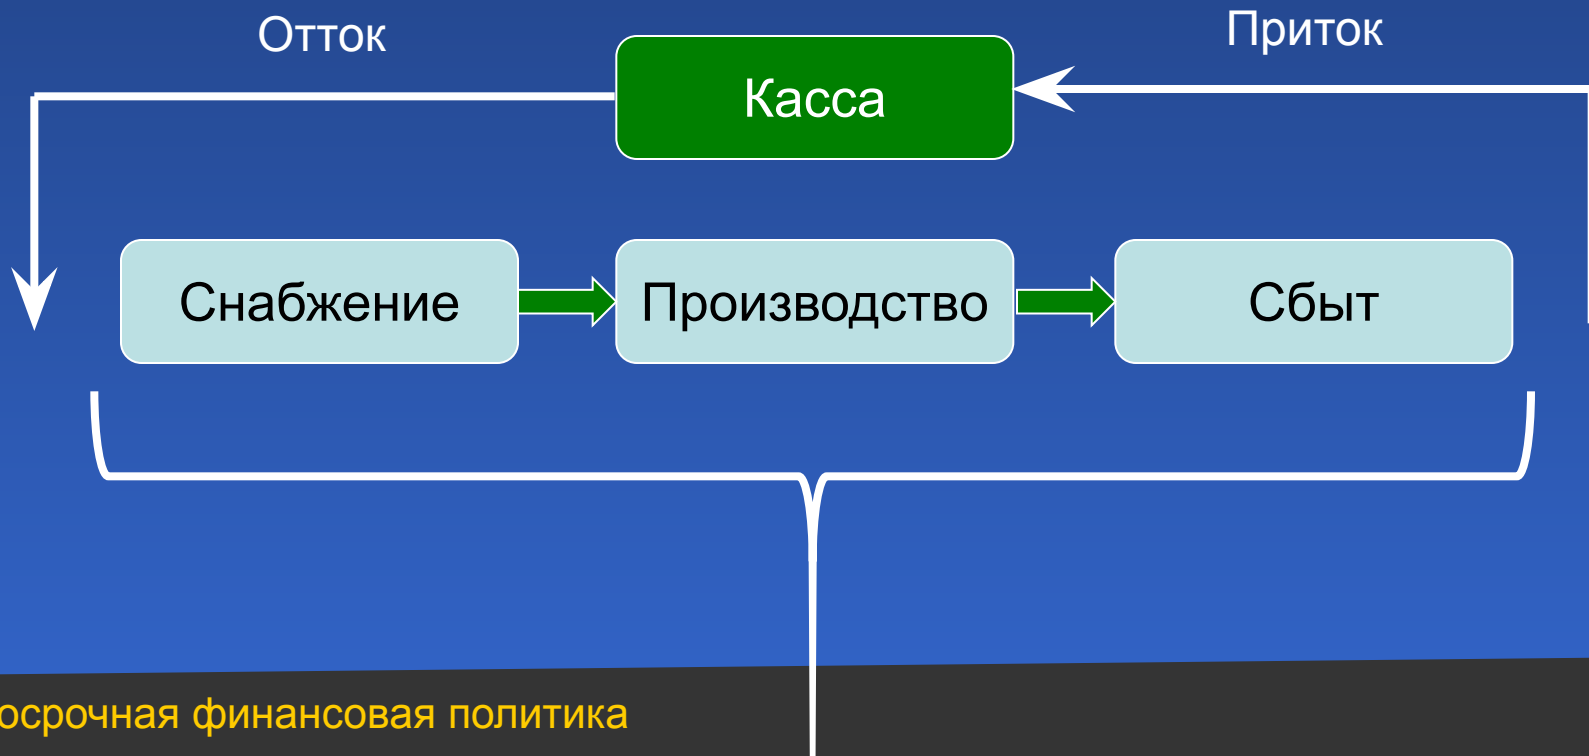 Отток
Приток
Касса
Снабжение
Производство
Сбыт
осрочная финансовая политика